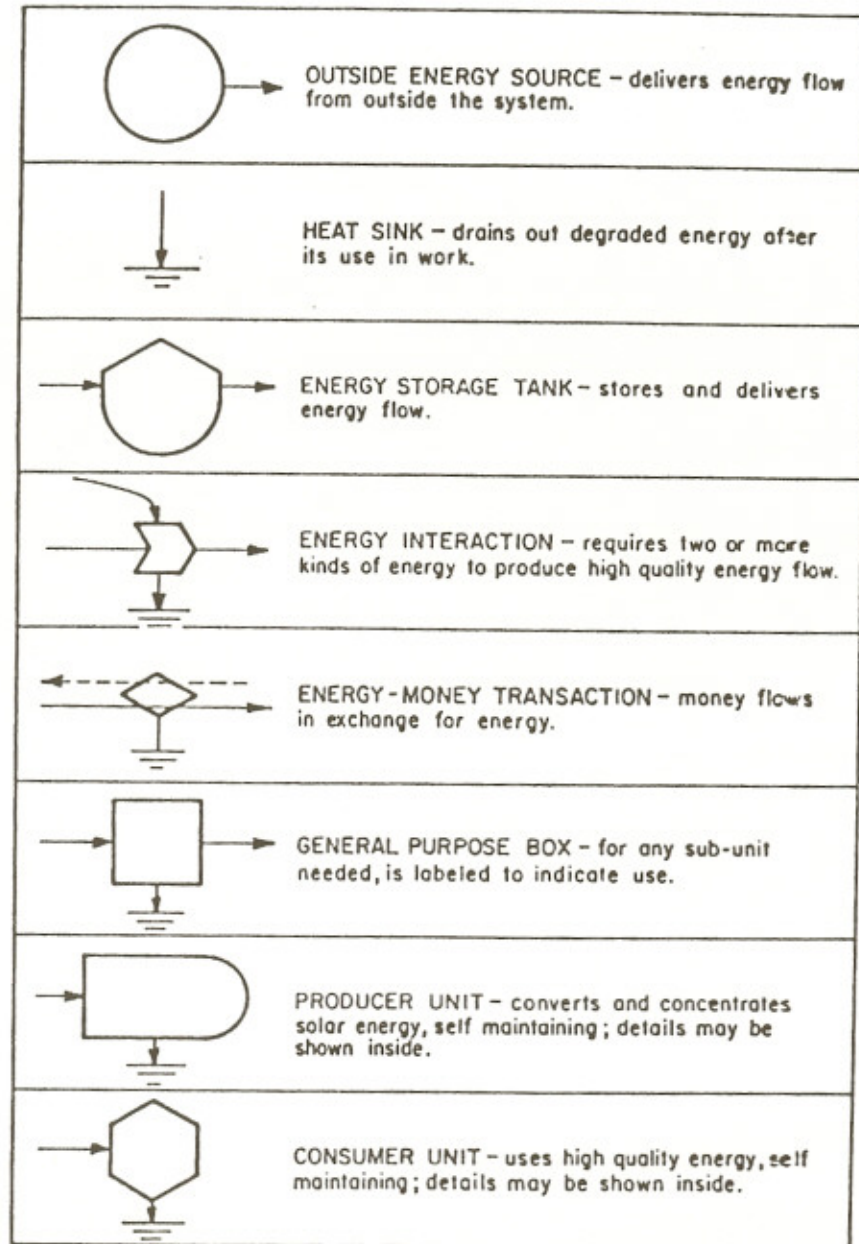 OUTSIDE ENERGY SOURCE – delivers energy flow
from outside the system.
HEAT SINK – drains out degraded energy after
its use in work.
ENERGY STORAGE TANK – stores and delivers
energy flow.
ENERGY INTERACTION – requires two or more
kinds of energy to produce high quality energy flow.
ENERGY-MONEY TRANSACTION – money flows
in exchange for energy.
GENERAL PURPOSE BOX – for any sub-unit
needed, is labeled to indicate use.
PRODUCER UNIT – converts and concentrates
solar energy, self maintaining; details may be
shown inside.
CONSUMER UNIT – uses high quality energy, self
maintaining; details may be shown inside.